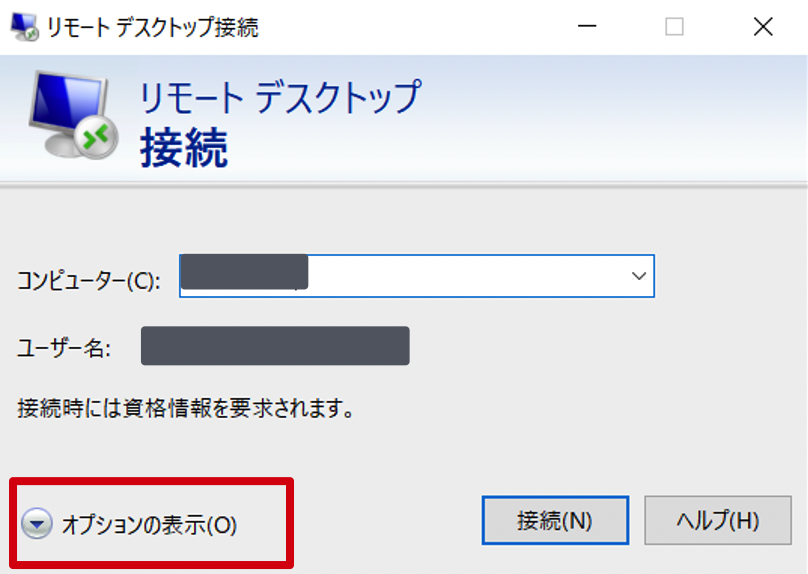 リモート デスクトップ接続
リモート デスクトップ
接続
コンピューター(C):
ユーザー名:
接続時には資格情報を要求されます。
オプションの表示(O)
接続(N)
ヘルプ(H)